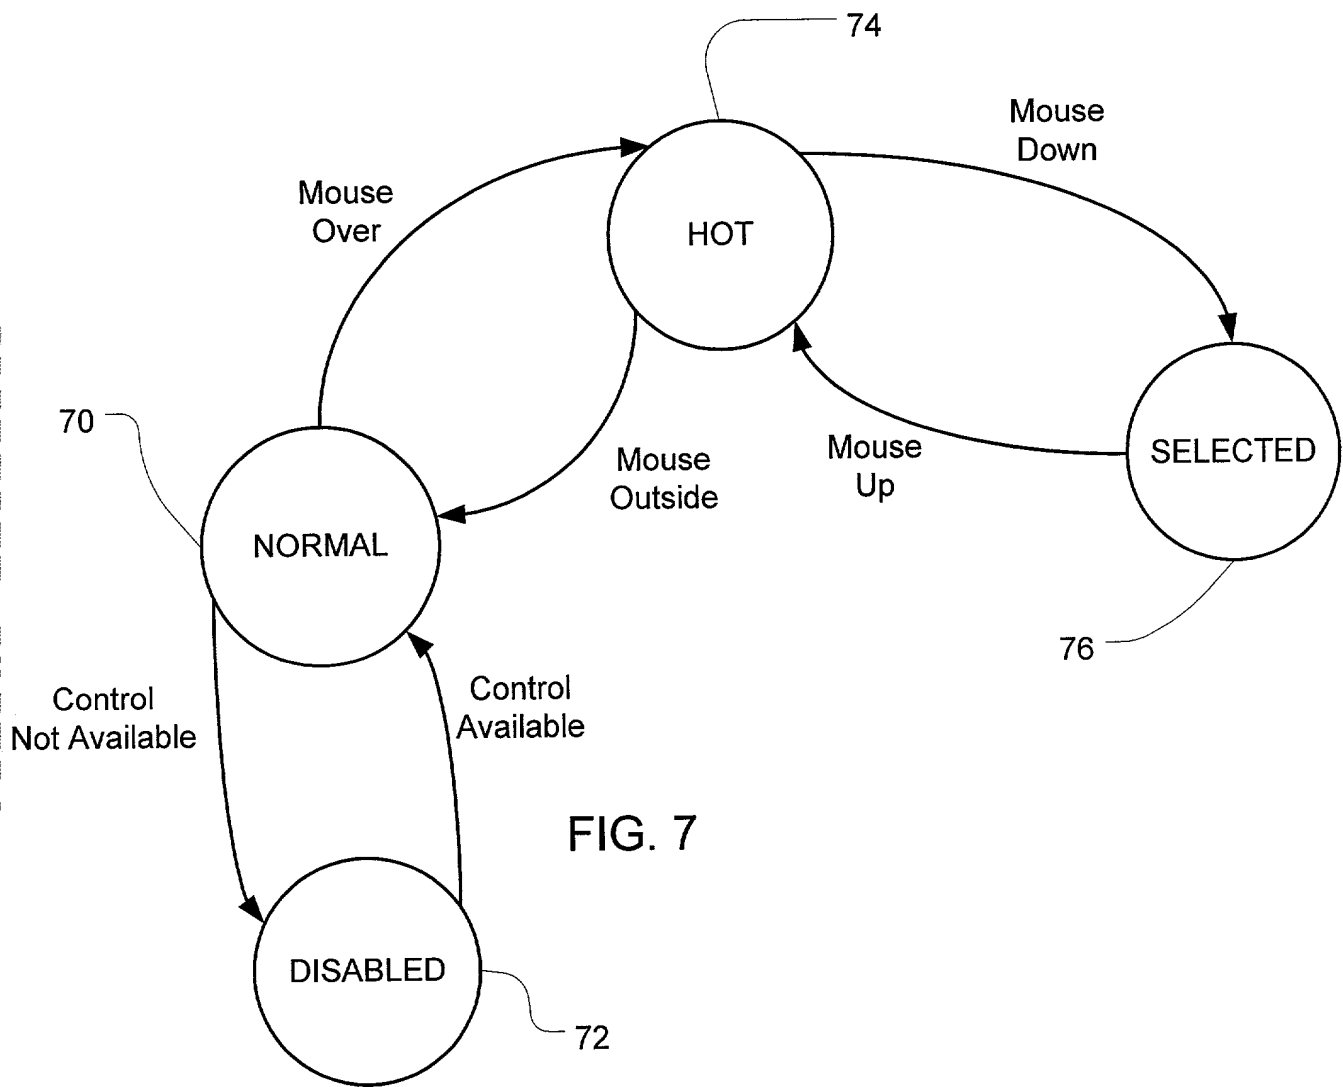 74
Mouse
Down
Mouse
Over
HOT
70
Mouse
Outside
Mouse
Up
SELECTED
NORMAL
76
Control
Not Available
Control
Available
FIG. 7
DISABLED
72